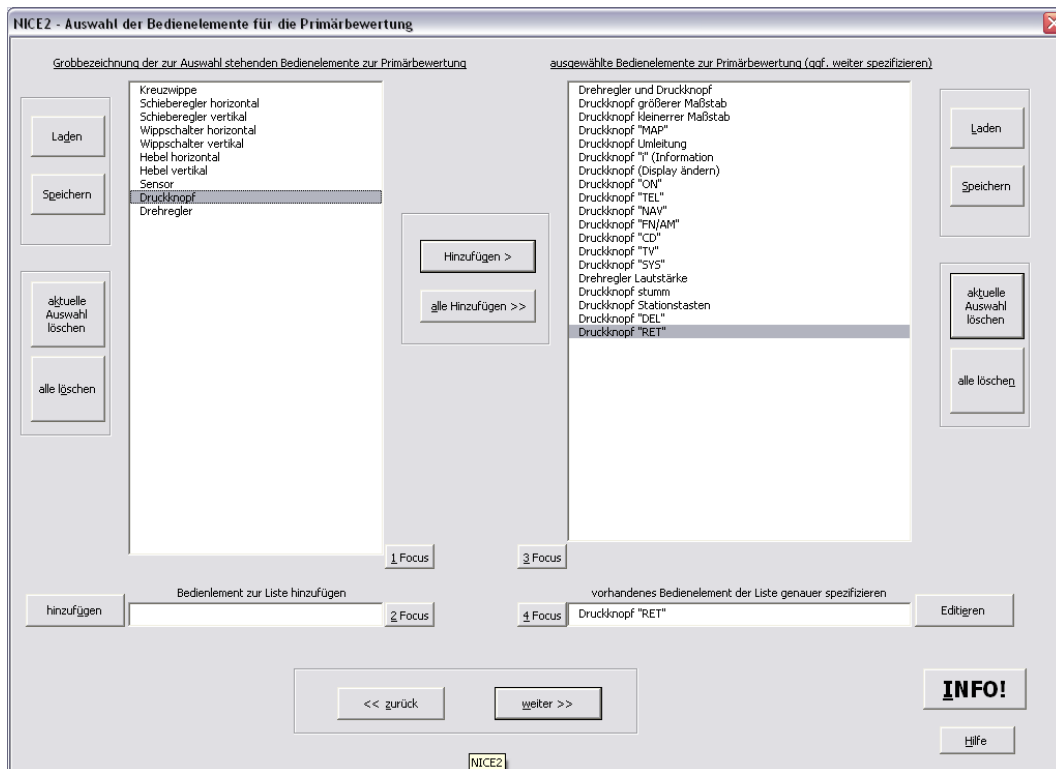 NICE2 - Auswahl der Bedienelemente für die Primärbewertung
Grobbezeichnung der zur Auswahl stehenden Bedienelemente zur Primärbewertung
Laden
Speichern
aktuelle
Auswahl
löschen
alle löschen
Kreuzwippe
Schieberegler horizontal
Schieberegler vertikal
Wippschalter horizontal
Wippschalter vertikal
Hebel horizontal
Hebel vertikal
Sensor
Druckknopf
Drehregler
1 Focus
Hinzufügen >
alle Hinzufügen >>
ausgewählte Bedienelemente zur Primärbewertung (ggf. weiter spezifizieren)
Drehregler und Druckknopf
Druckknopf größerer Maßstab
Druckknopf kleinerrer Maßstab
Druckknopf "MAP"
Druckknopf Umleitung
Druckknopf "i" (Information
Druckknopf (Display ändern)
Druckknopf "ON"
Druckknopf "TEL"
Druckknopf "NAV"
Druckknopf "FN/AM"
Druckknopf "CD"
Druckknopf "TV"
Druckknopf "SYS"
Drehregler Lautstärke
Druckknopf stumm
Druckknopf Stationstasten
Druckknopf "DEL"
Druckknopf "RET"
3 Focus
Laden
Speichern
aktuelle
Auswahl
löschen
alle löschen
Bedienlement zur Liste hinzufügen
hinzufügen
2 Focus
vorhandenes Bedienelement der Liste genauer spezifizieren
4 Focus
Druckknopf "RET"
Editieren
<< zurück
weiter >>
INFO!
Hilfe
NICE2